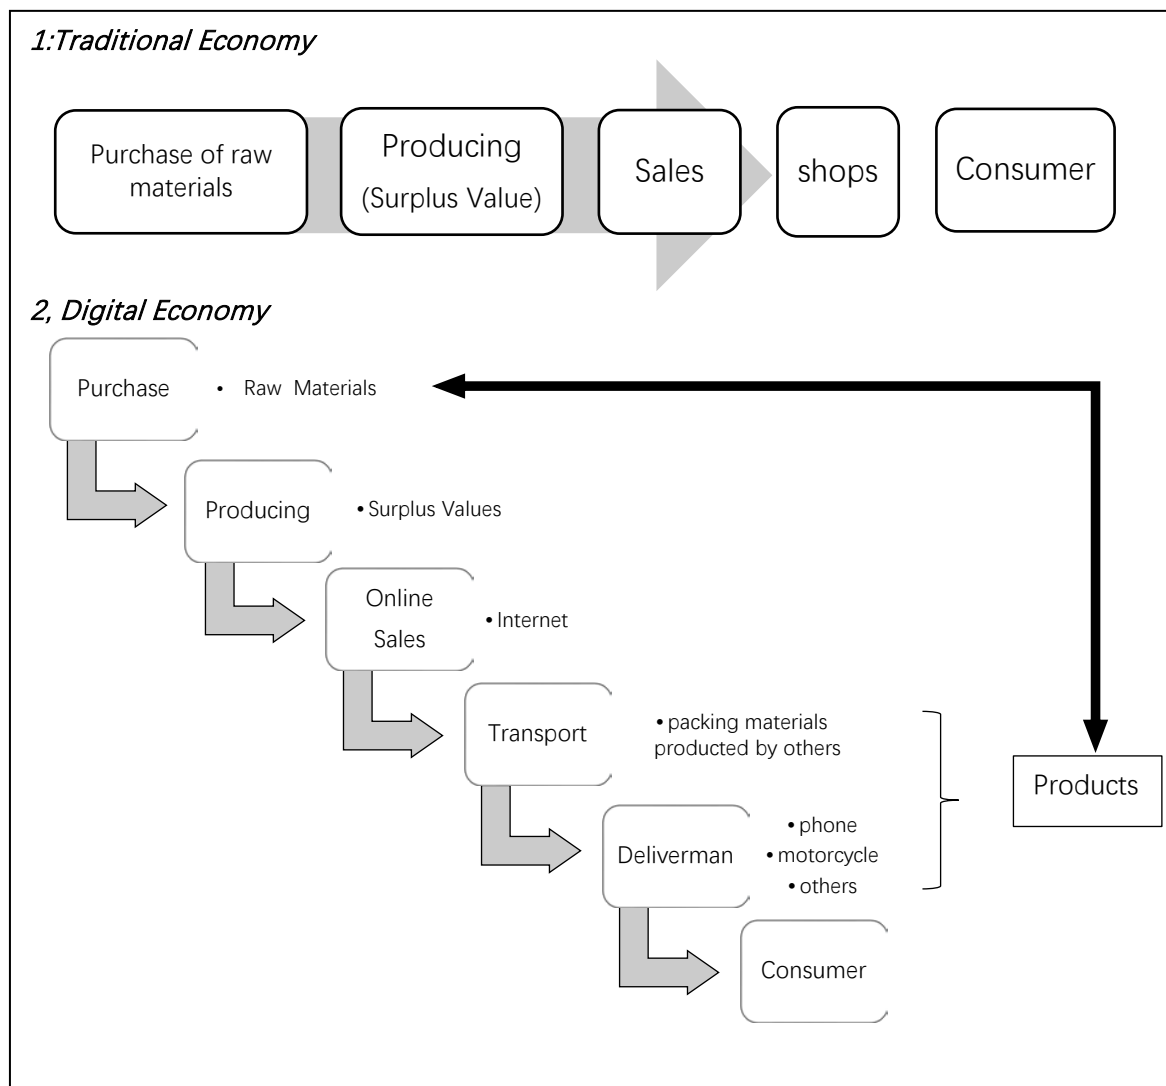 1:Traditional Economy
Purchase of raw
materials
Producing
(Surplus Value)
Sales
shops
Consumer
2, Digital Economy
Purchase
• Raw Materials
Producing
• Surplus Values
Online
Sales
• Internet
Transport
• packing materials
producted by others
Products
Deliverman
• phone
• motorcycle
• others
Consumer